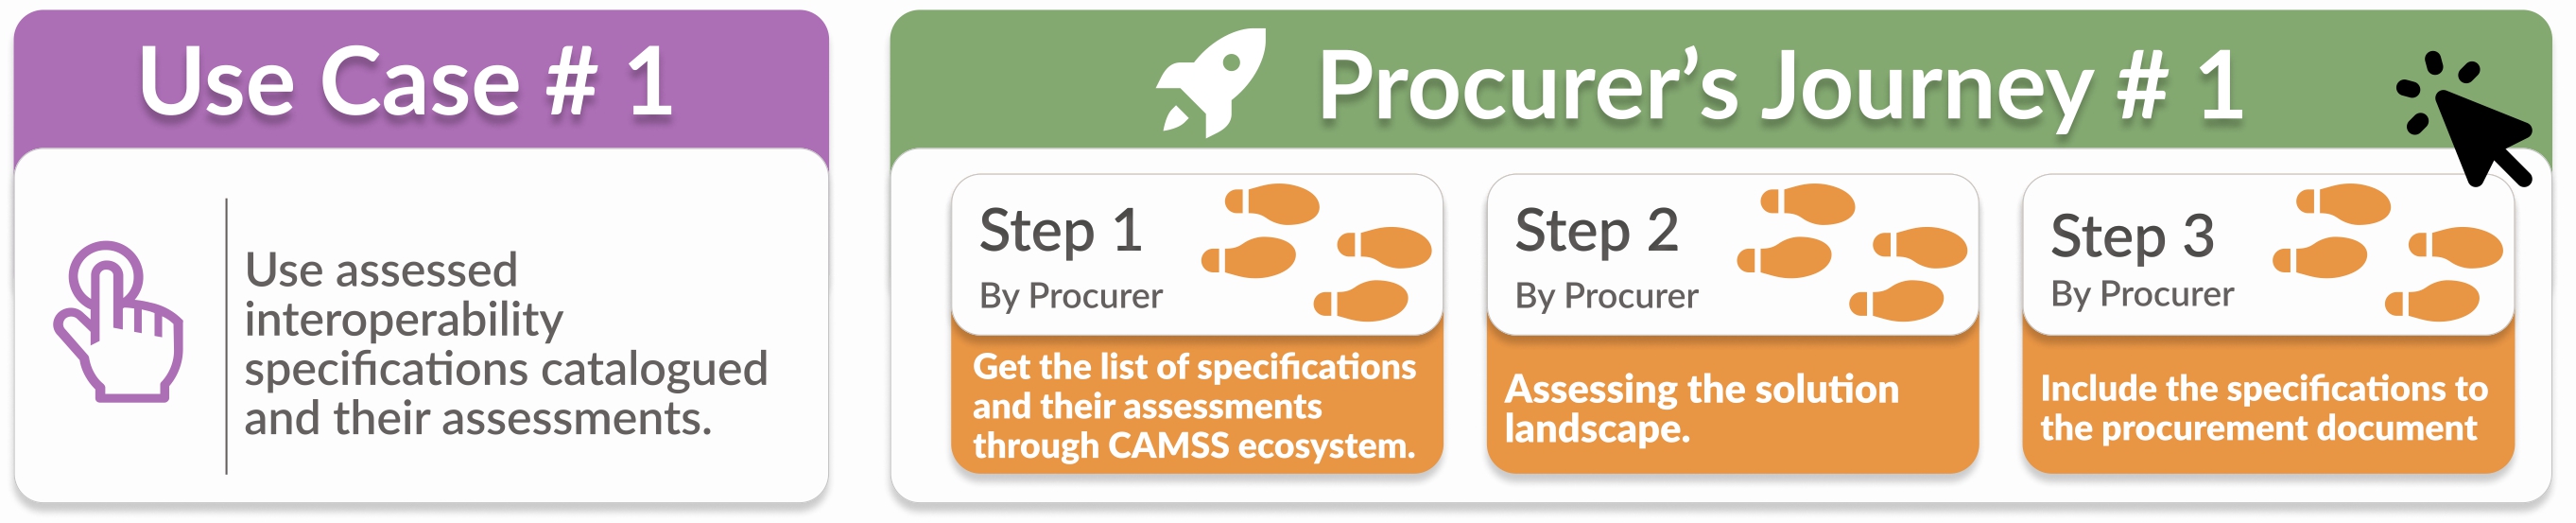 Use Case # 1
Use assessed
interoperability
specifications catalogued
and their assessments.
Procurer’s Journey # 1
Step 1
By Procurer
Get the list of specifications
and their assessments
through CAMSS ecosystem.
Step 2
By Procurer
Assessing the solution
landscape.
Step 3
By Procurer
Include the specifications to
the procurement document